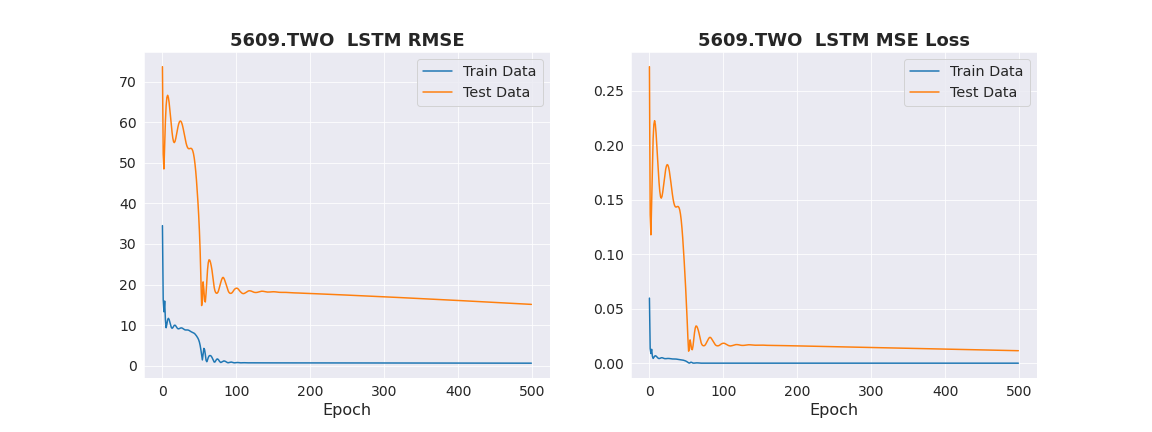 5609.TWO  LSTM RMSE
Train Data
Test Data
70
60
50
40
30
20
10
0
0 100 200 300 400 500
Epoch
5609.TWO  LSTM MSE Loss
Train Data
Test Data
0.25
0.20
0.15
0.10
0.05
0.00
0 100 200 300 400 500
Epoch